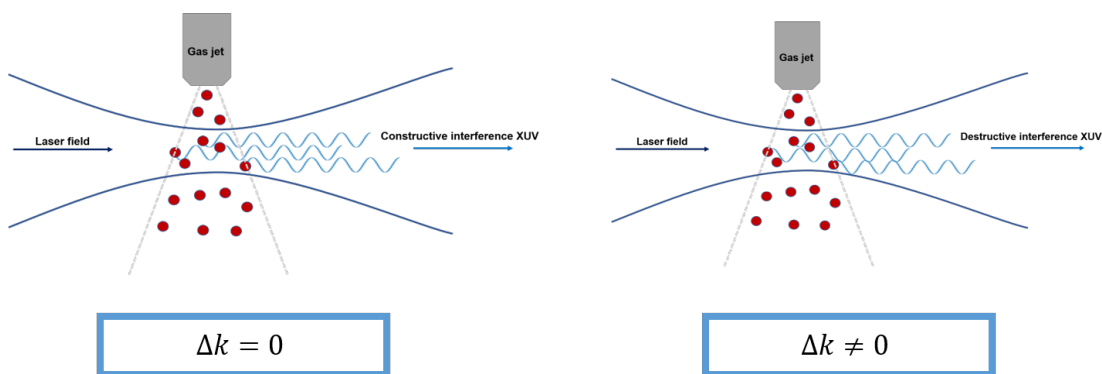 Gas jet
Laser field
Constructive interference XUV
Δk = 0
Gas jet
Laser field
Destructive interference XUV
Δk ≠ 0